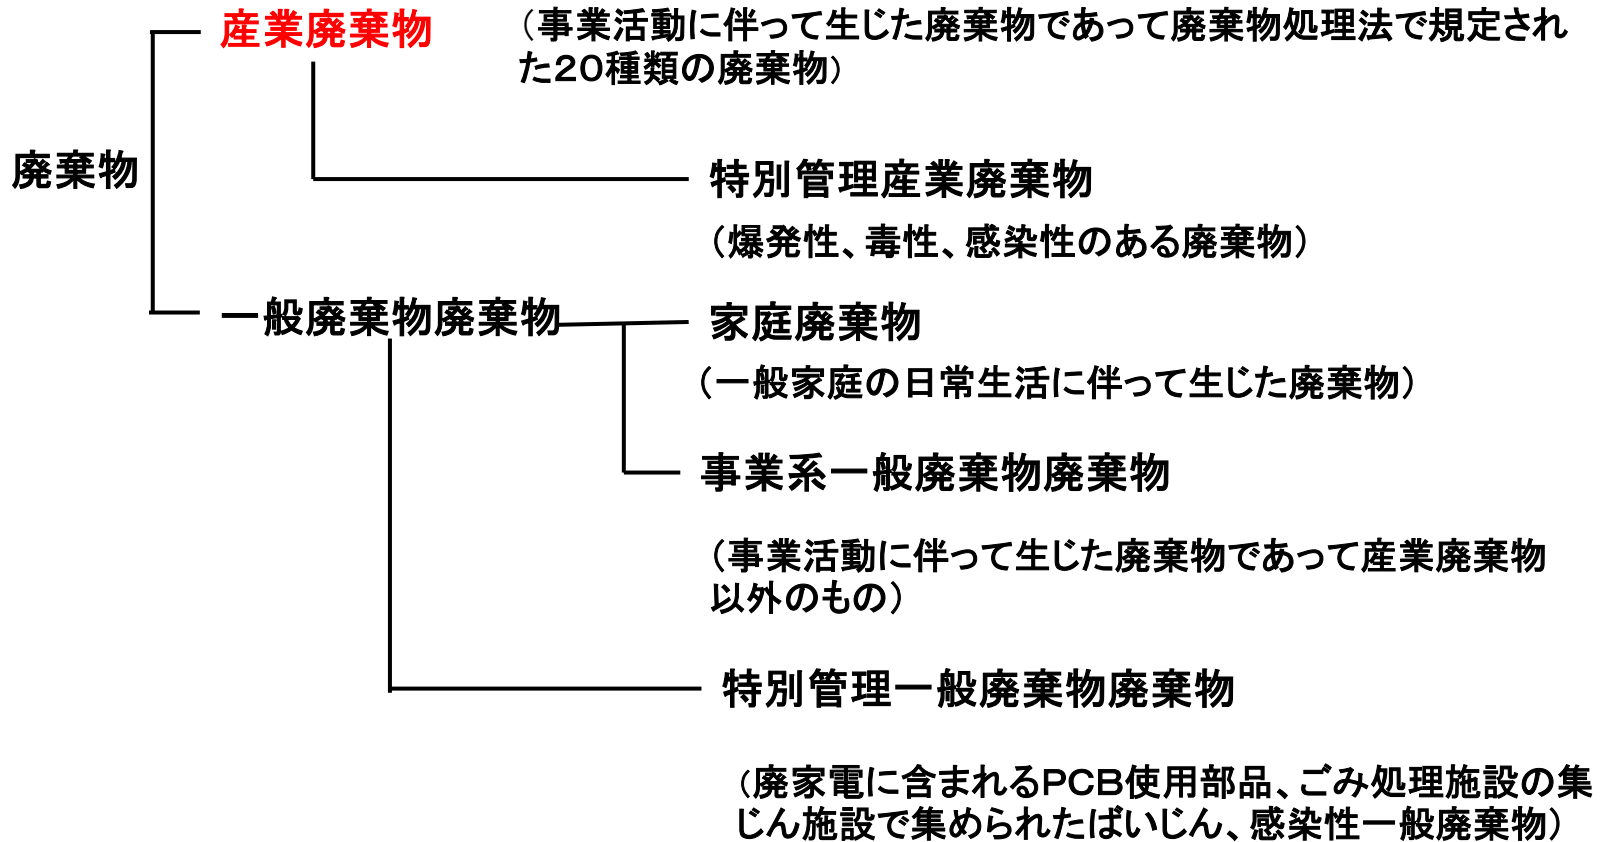 産業廃棄物
（事業活動に伴って生じた廃棄物であって廃棄物処理法で規定され
た２０種類の廃棄物）
廃棄物
特別管理産業廃棄物
（爆発性、毒性、感染性のある廃棄物）
一般廃棄物廃棄物
家庭廃棄物
（一般家庭の日常生活に伴って生じた廃棄物）
事業系一般廃棄物廃棄物
（事業活動に伴って生じた廃棄物であって産業廃棄物
以外のもの）
特別管理一般廃棄物廃棄物
（廃家電に含まれるＰＣＢ使用部品、ごみ処理施設の集
じん施設で集められたばいじん、感染性一般廃棄物）